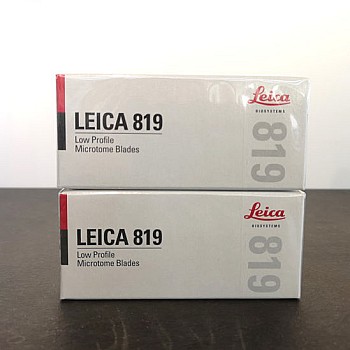 LEICA 819
Low Profile
Microtome Blades
Leica
BIOSYSTEMS
819
LEICA 819
Low Profile
Microtome Blades
Leica
BIOSYSTEMS
819